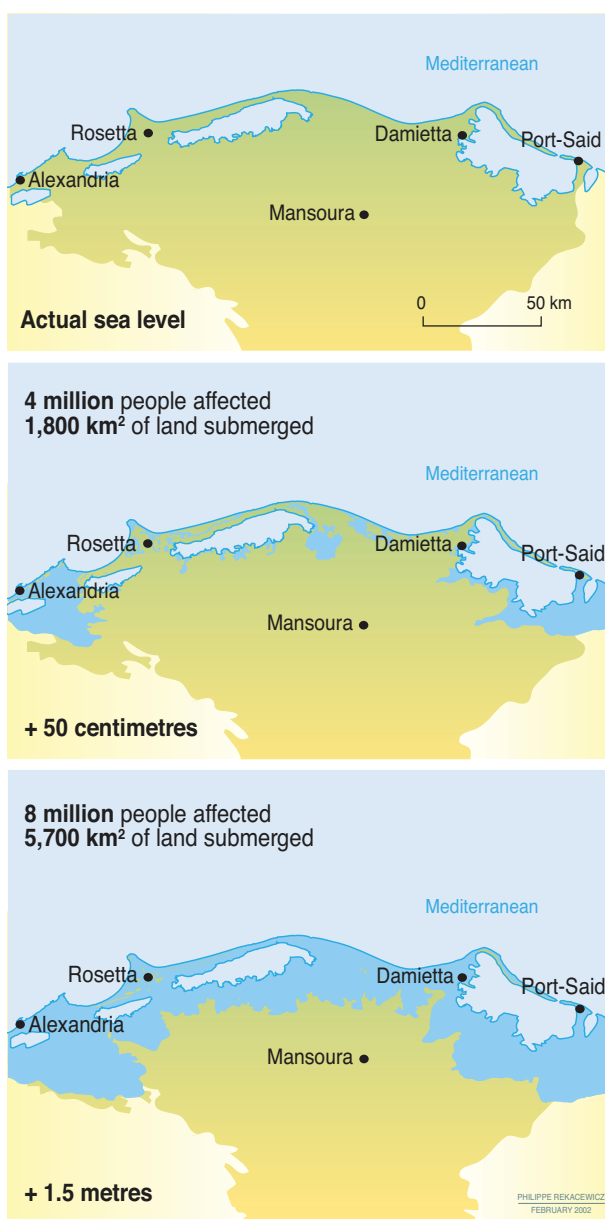 Mediterranean
Rosetta
Damietta
Port-Said
Alexandria
Mansoura
0 50 km
Actual sea level
4 million people affected
1,800 km² of land submerged
Mediterranean
Rosetta
Damietta
Port-Said
Alexandria
Mansoura
+ 50 centimetres
8 million people affected
5,700 km² of land submerged
Mediterranean
Rosetta
Damietta
Port-Said
Alexandria
Mansoura
+ 1.5 metres
PHILIPPE REKACEWICZ
FEBRUARY 2002